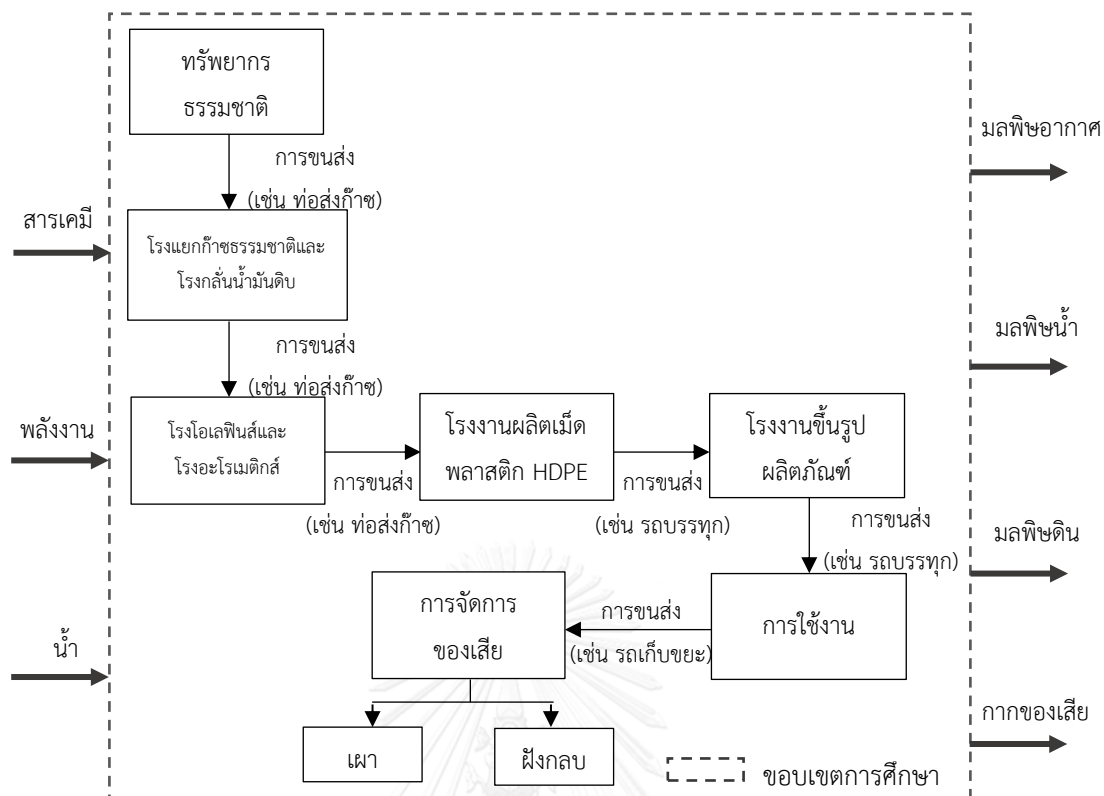 ทรัพยากร
ธรรมชาติ
มลพิษอากาศ
การขนส่ง
(เช่น ท่อส่งก๊าซ)
สารเคมี
โรงแยกก๊าซธรรมชาติและ
โรงกลั่นน้ำมันดิบ
มลพิษน้ำ
การขนส่ง
(เช่น ท่อส่งก๊าซ)
พลังงาน
โรงโอเลฟินส์และ
โรงอะโรเมติกส์
โรงงานผลิตเม็ด
พลาสติก HDPE
โรงงานขึ้นรูป
ผลิตภัณฑ์
การขนส่ง
(เช่น ท่อส่งก๊าซ)
การขนส่ง
(เช่น รถบรรทุก)
การขนส่ง
(เช่น รถบรรทุก)
มลพิษดิน
การจัดการ
ของเสีย
การขนส่ง
(เช่น รถเก็บขยะ)
การใช้งาน
น้ำ
กากของเสีย
เผา
ฝังกลบ
ขอบเขตการศึกษา